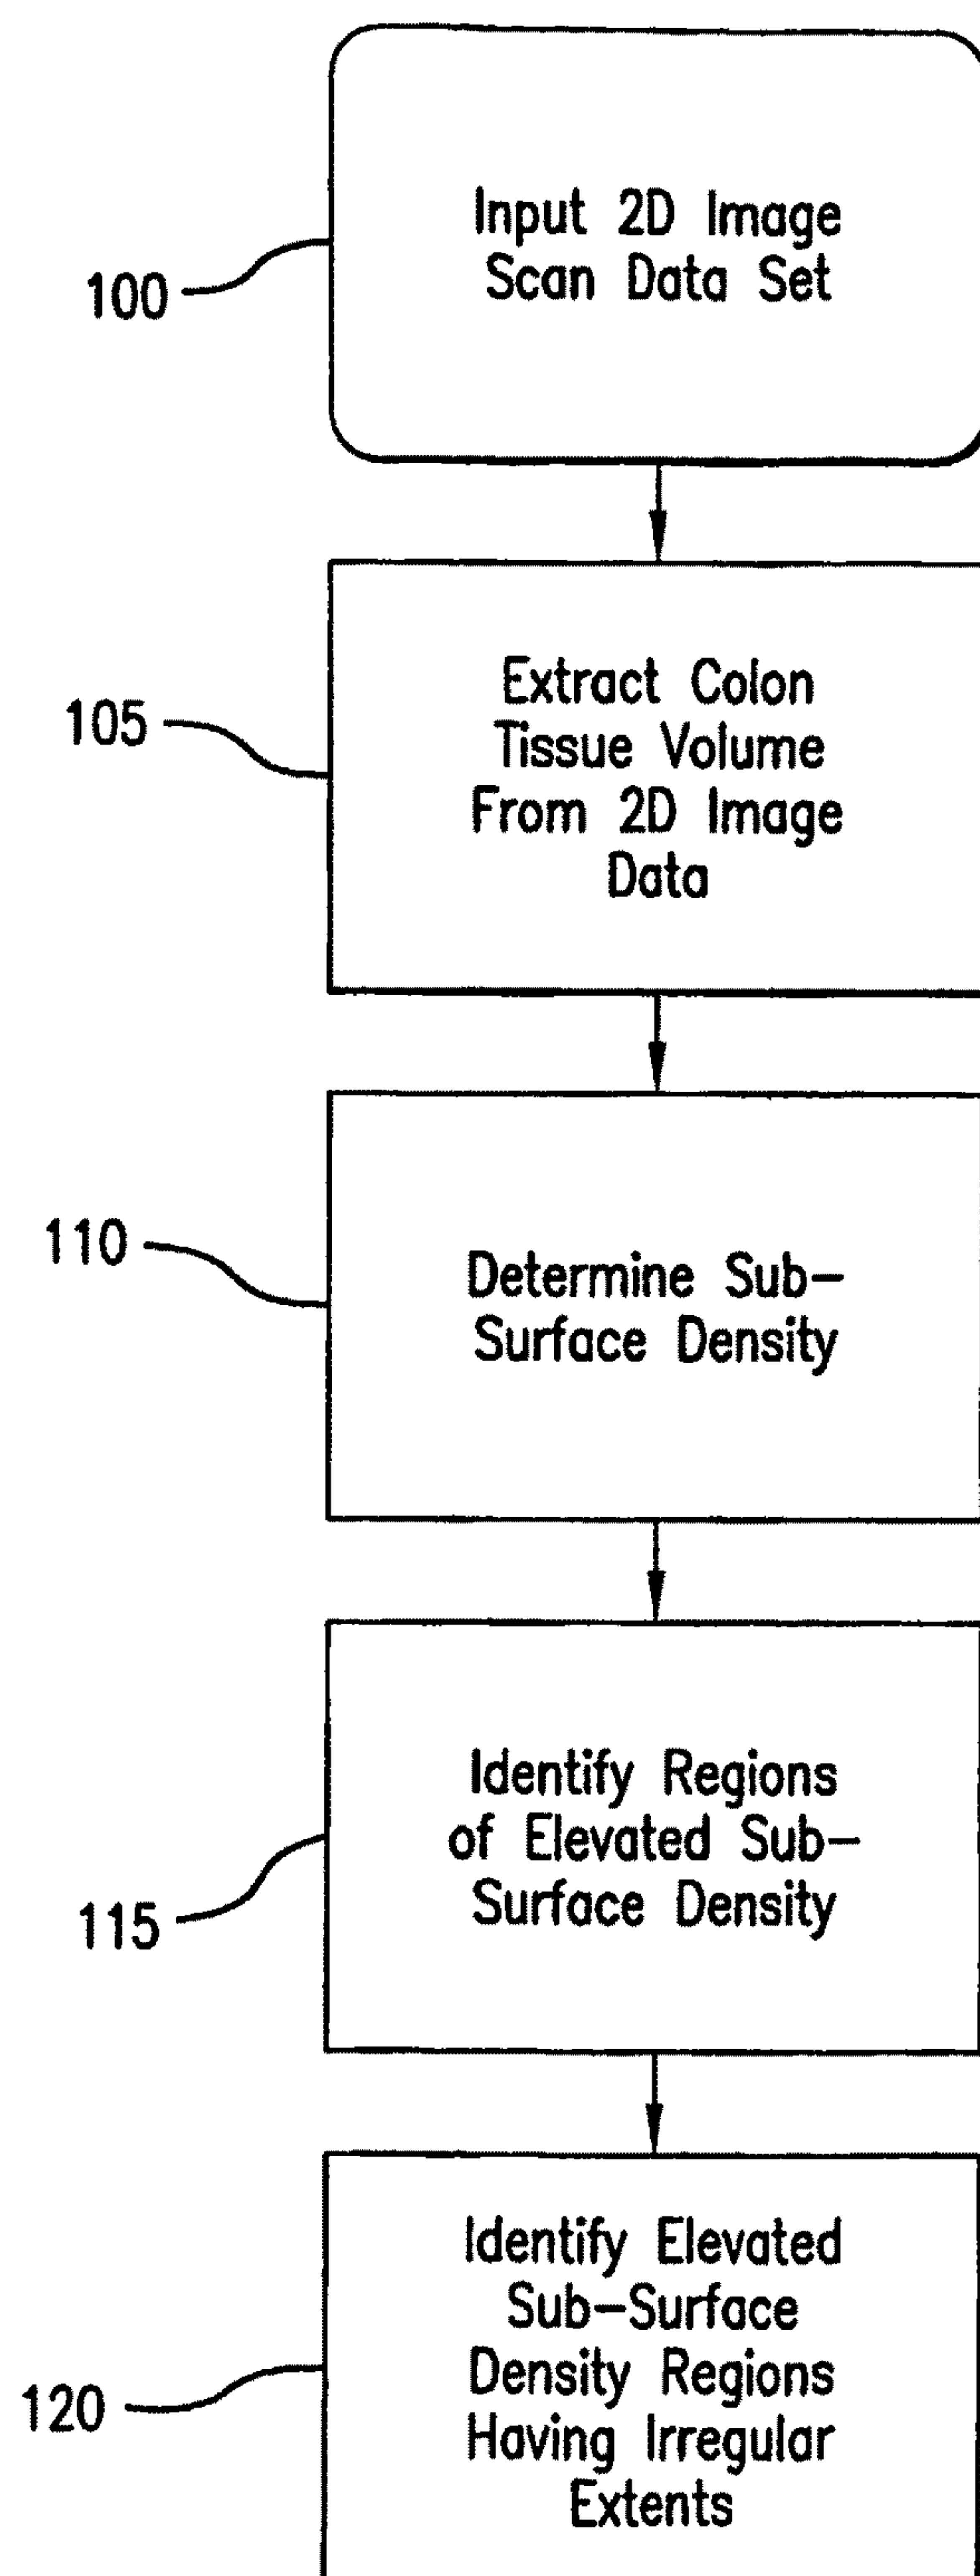 Input 2D Image
Scan Data Set
100
Extract Colon
Tissue Volume
From 2D Image
Data
105
Determine Sub-
Surface Density
110
Identify Regions
of Elevated Sub-
Surface Density
115
Identify Elevated
Sub-Surface
Density Regions
Having Irregular
Extents
120